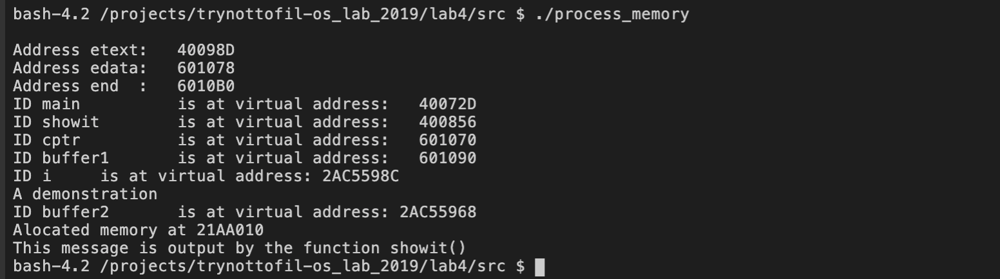 bash-4.2 /projects/trynottofil-os_lab_2019/lab4/src $ ./process_memory
Address etext:   40098D
Address edata:   601078
Address end  :   6010B0
ID main          is at virtual address:   40072D
ID showit        is at virtual address:   400856
ID cptr          is at virtual address:   601070
ID buffer1       is at virtual address:   601090
ID i     is at virtual address: 2AC5598C
A demonstration
ID buffer2       is at virtual address: 2AC55968
Alocated memory at 21AA010
This message is output by the function showit()
bash-4.2 /projects/trynottofil-os_lab_2019/lab4/src $